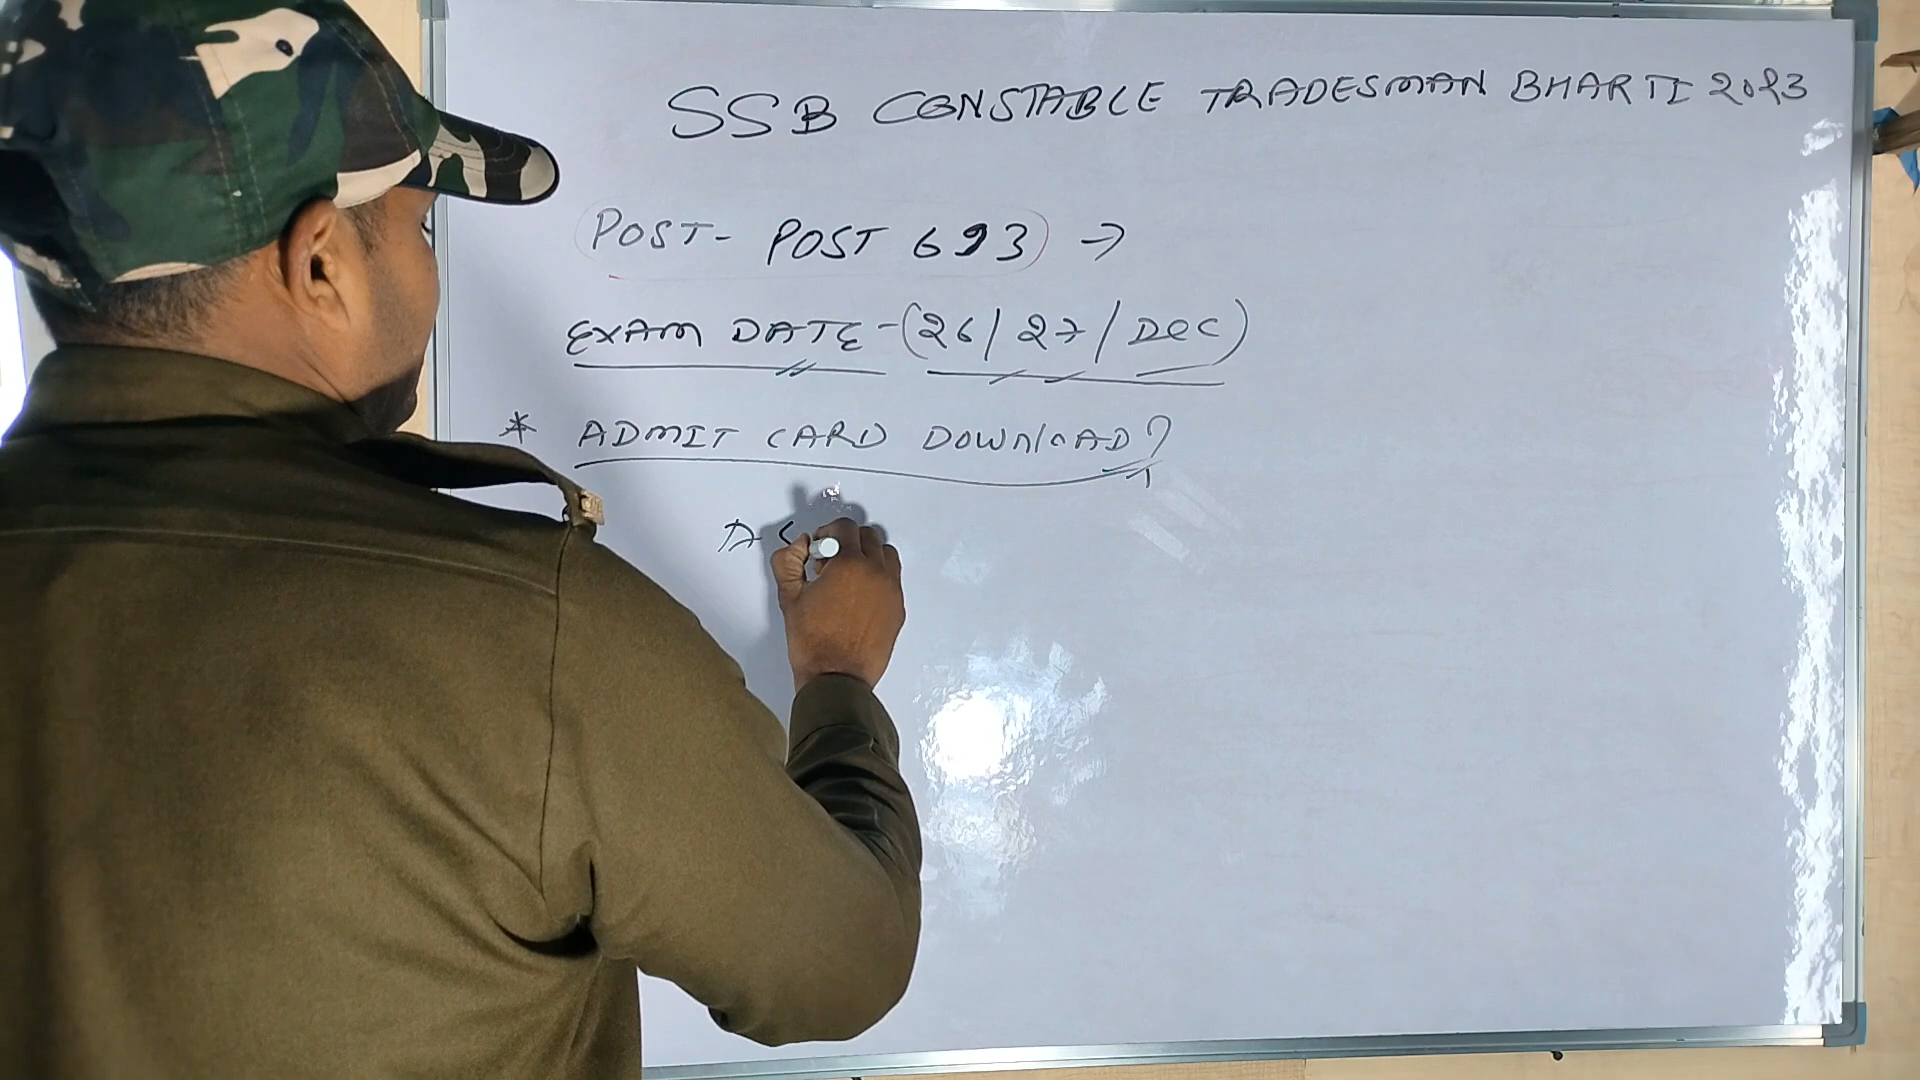 SSB CONSTABLE TRADESMAN BHARTI 2023
POST- POST 693 →
EXAM DATE -(26/27/DEC)
* ADMIT CARD DOWNLOAD?